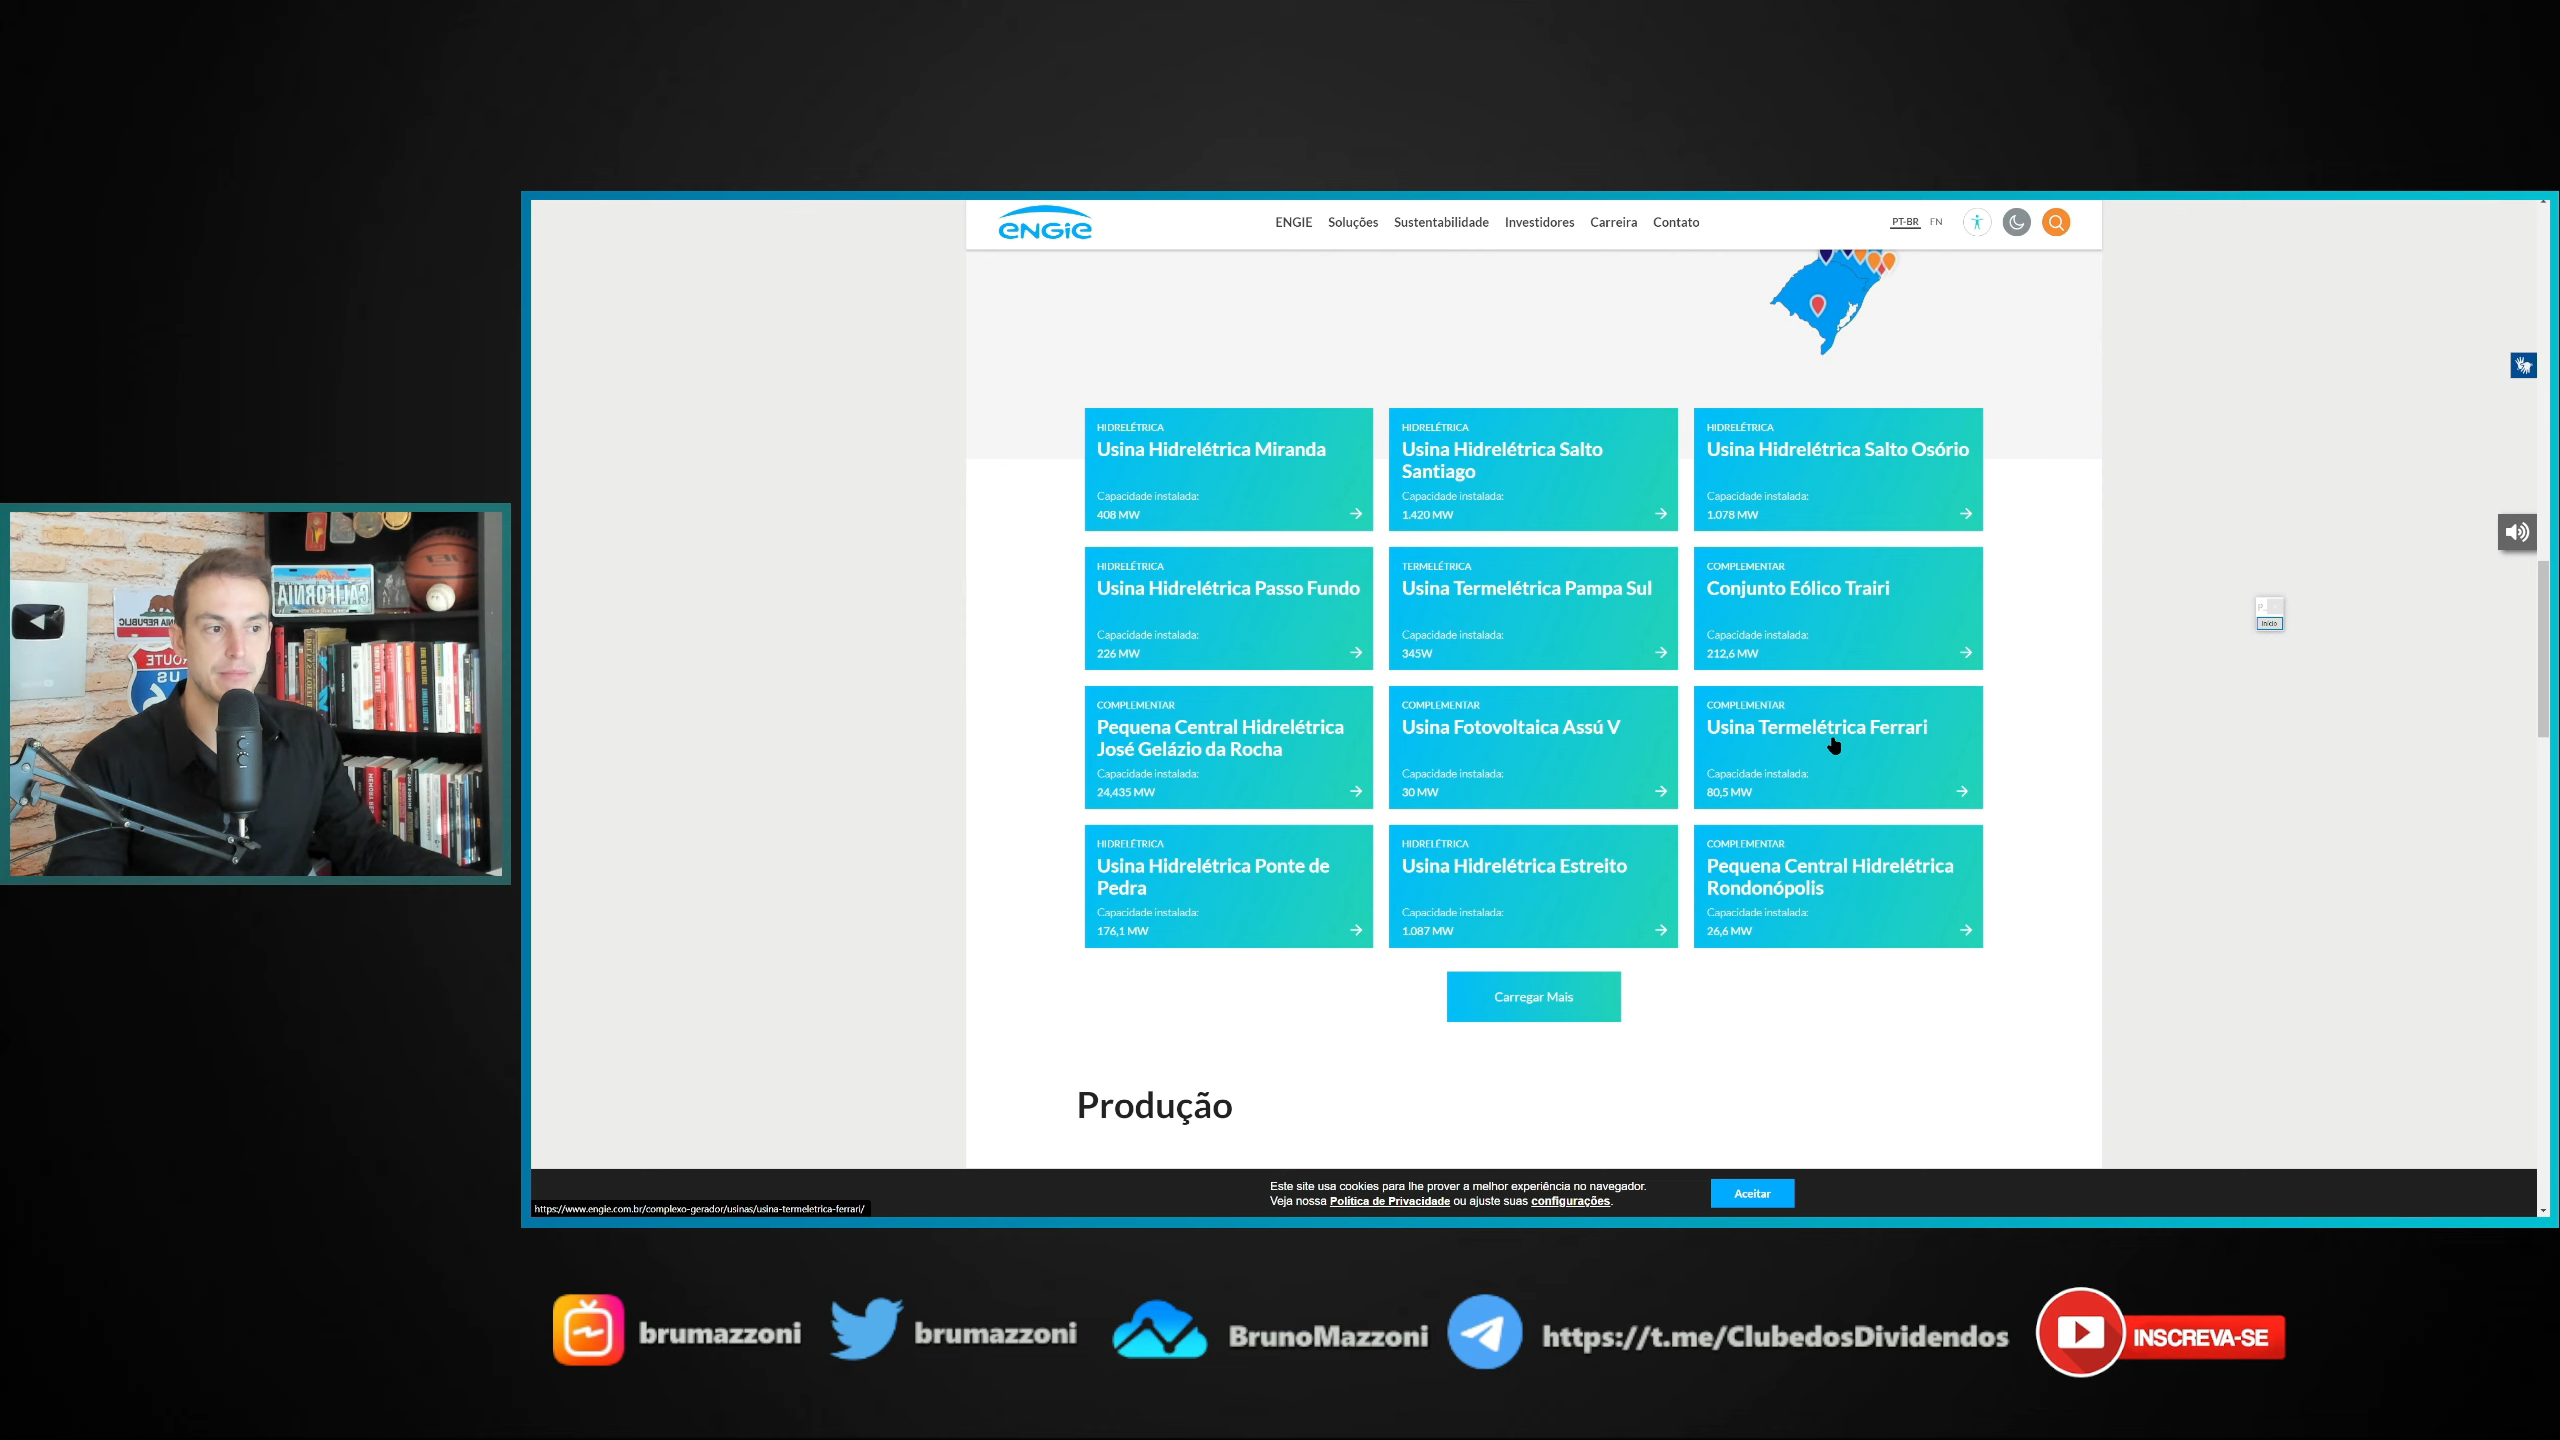 ENGIE
ENGIE Soluções Sustentabilidade Investidores Carreira Contato
PT-BR EN
HIDRELÉTRICA
Usina Hidrelétrica Miranda
Capacidade instalada:
408 MW
HIDRELÉTRICA
Usina Hidrelétrica Salto
Santiago
Capacidade instalada:
1.420 MW
HIDRELÉTRICA
Usina Hidrelétrica Salto Osório
Capacidade instalada:
1.078 MW
HIDRELÉTRICA
Usina Hidrelétrica Passo Fundo
Capacidade instalada:
226 MW
TERMELÉTRICA
Usina Termelétrica Pampa Sul
Capacidade instalada:
345W
COMPLEMENTAR
Conjunto Eólico Trairi
Capacidade instalada:
212,6 MW
COMPLEMENTAR
Pequena Central Hidrelétrica
José Gelázio da Rocha
Capacidade instalada:
24,435 MW
COMPLEMENTAR
Usina Fotovoltaica Assú V
Capacidade instalada:
30 MW
COMPLEMENTAR
Usina Termelétrica Ferrari
Capacidade instalada:
80,5 MW
HIDRELÉTRICA
Usina Hidrelétrica Ponte de
Pedra
Capacidade instalada:
176,1 MW
HIDRELÉTRICA
Usina Hidrelétrica Estreito
Capacidade instalada:
1.087 MW
COMPLEMENTAR
Pequena Central Hidrelétrica
Rondonópolis
Capacidade instalada:
26,6 MW
Carregar Mais
Produção
Este site usa cookies para lhe prover a melhor experiência no navegador.
Veja nossa Política de Privacidade ou ajuste suas configurações.
Aceitar
https://www.engie.com.br/complexo-gerador/usinas/usina-termeletrica-ferrari/
Início
CALIFORNIA
ROUTE
US
brumazzoni
brumazzoni
BrunoMazzoni
https://t.me/ClubedosDividendos
INSCREVA-SE